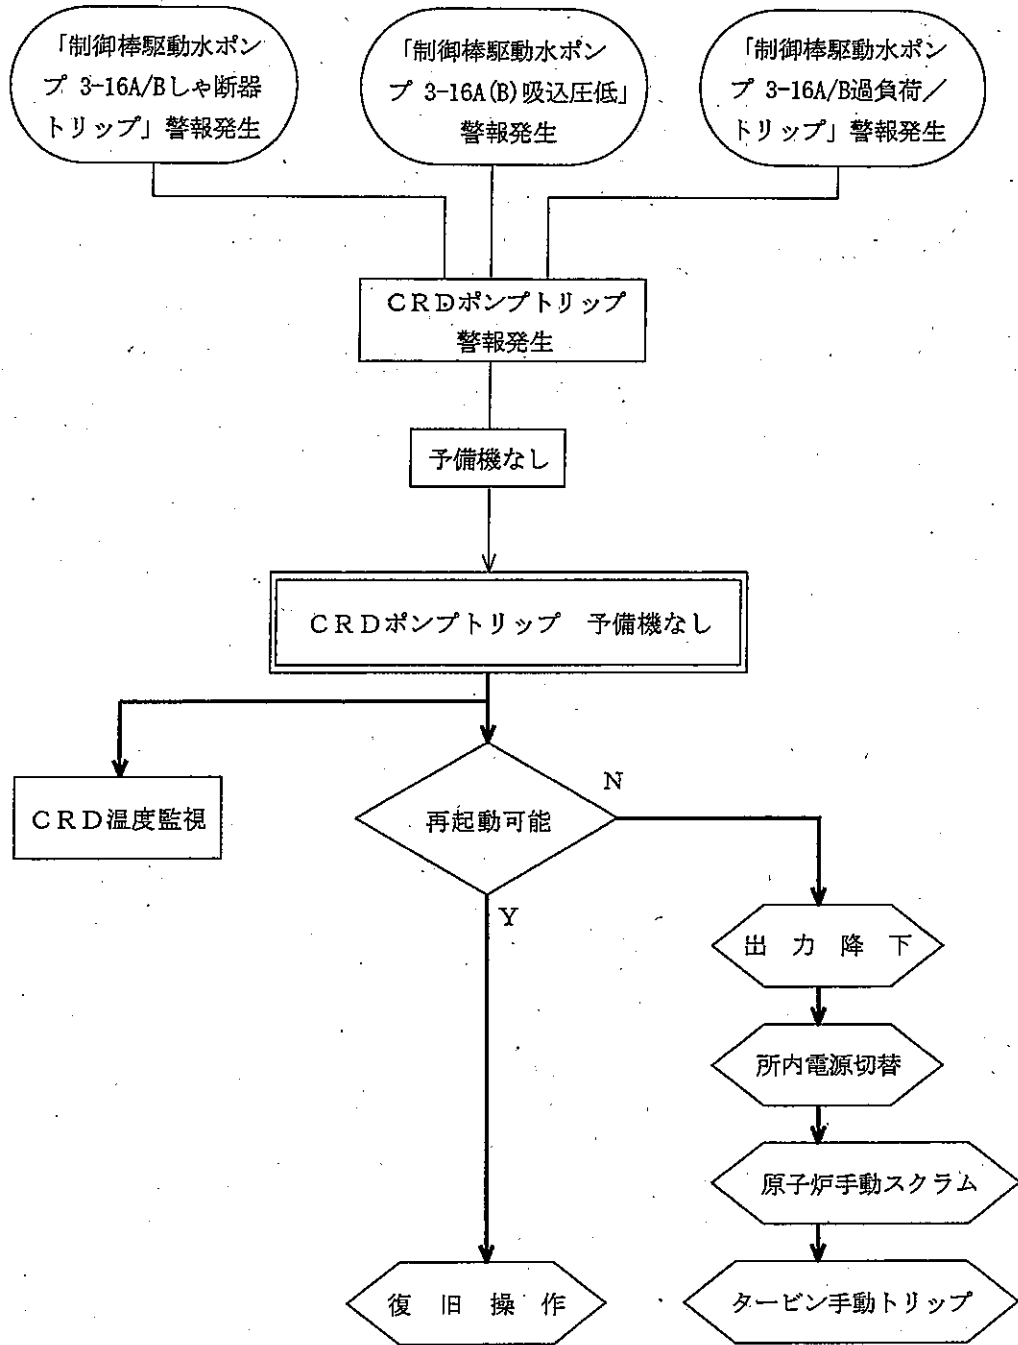 「制御棒駆動水ポン
プ 3-16A/Bしゃ断器
トリップ」警報発生
「制御棒駆動水ポン
プ 3-16A(B)吸込圧低」
警報発生
「制御棒駆動水ポン
プ 3-16A/B過負荷／
トリップ」警報発生
ＣＲＤポンプトリップ
警報発生
予備機なし
ＣＲＤポンプトリップ　予備機なし
ＣＲＤ温度監視
再起動可能
N
Y
出　力　降　下
所内電源切替
原子炉手動スクラム
復　旧　操　作
タービン手動トリップ